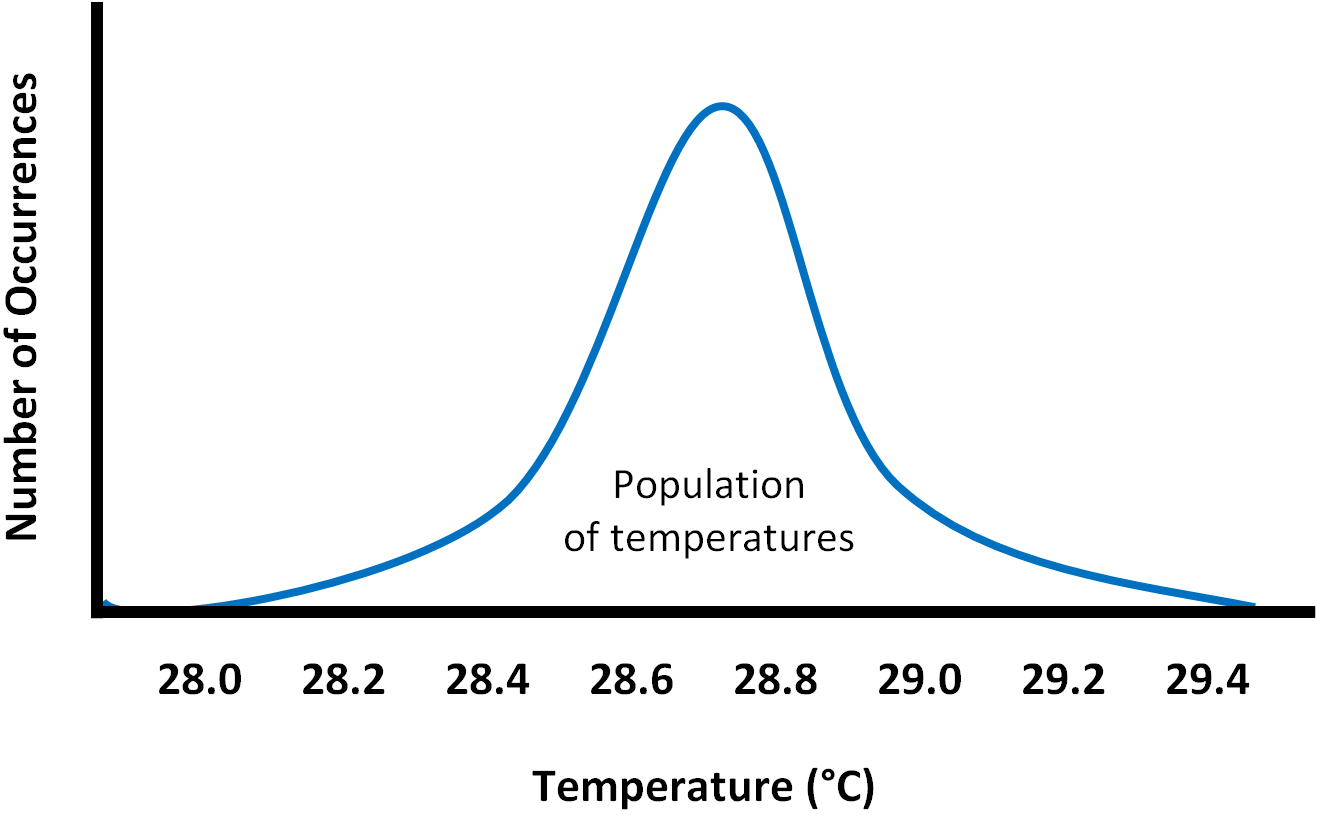 Number of Occurrences
Population
of temperatures
28.0 28.2 28.4 28.6 28.8 29.0 29.2 29.4
Temperature (°C)